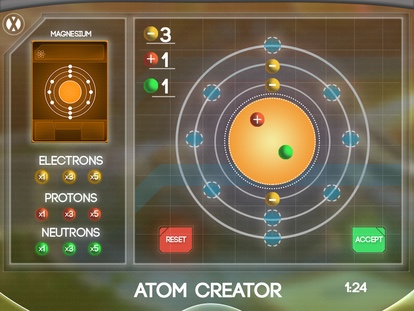 MAGNESIUM
- 3
+ 1
1
ELECTRONS
x1 x3 x5
PROTONS
x1 x3 x5
NEUTRONS
x1 x3 x5
RESET
ACCEPT
ATOM CREATOR
1:24